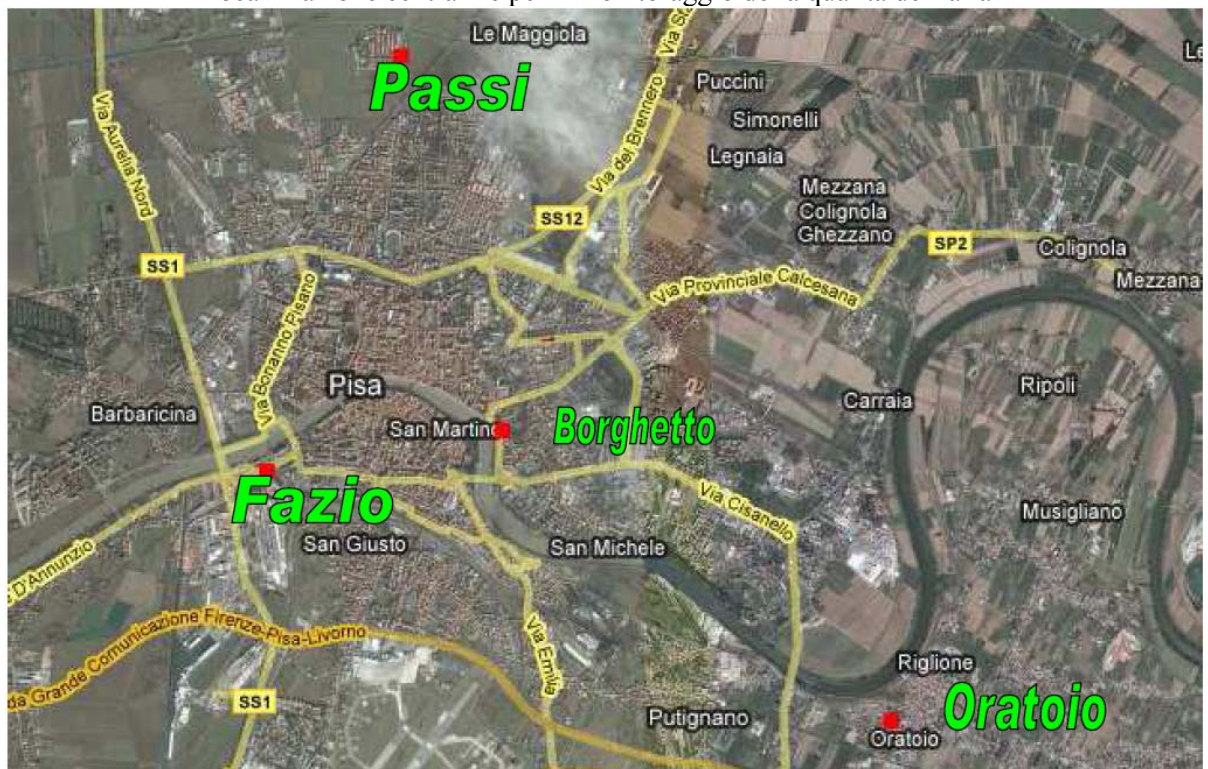 Le Maggiola
Le
Passi
Puccini
Via Aurelia Nord
Via del Brennero
Simonelli
Legnaia
Mezzana
Colignola
Ghezzano
SS12
SP2
Colignola
SS1
Mezzana
Via Provinciale Calcesana
Via Bonanno Pisano
Pisa
Ripoli
Carraia
Barbaricina
San Martino
Borghetto
Fazio
Via Cisanello
Musigliano
San Giusto
San Michele
D'Annunzio
Grande Comunicazione Firenze-Pisa-Livorno
Via Emilia
Riglione
SS1
Putignano
Oratoio
Oratoio